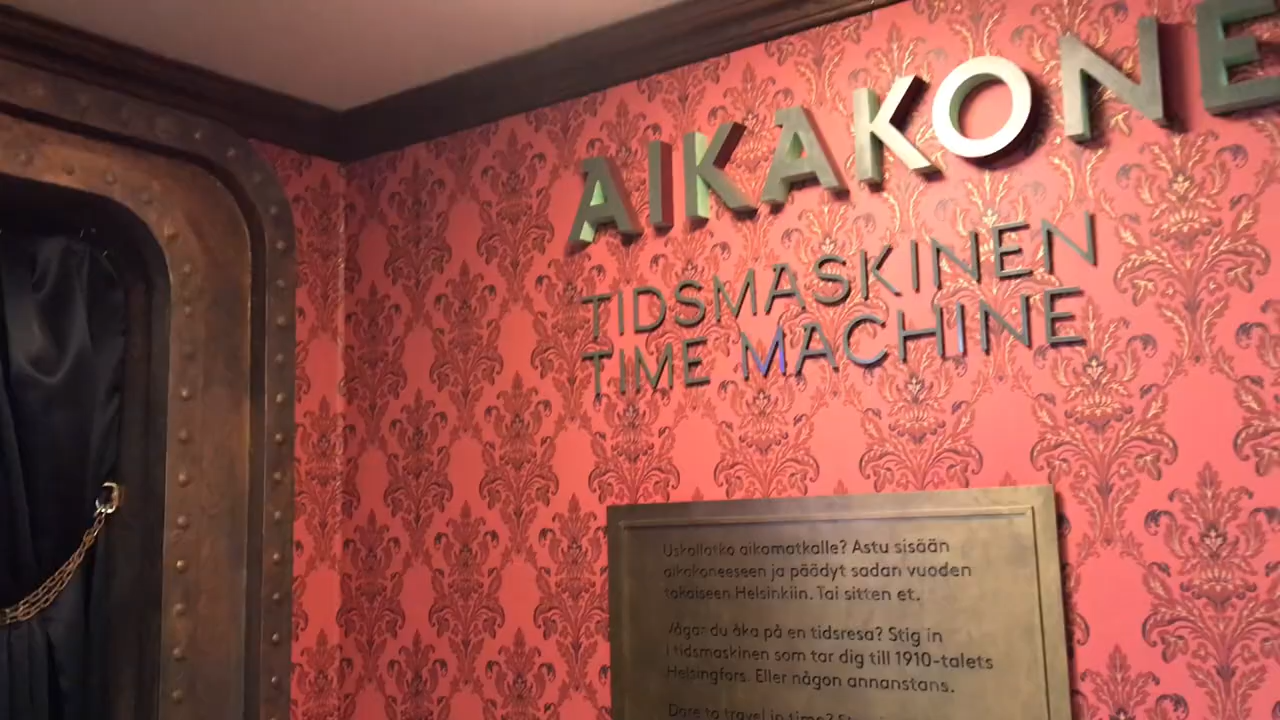 AIKAKONE
TIDSMASKINEN
TIME MACHINE
Uskallatko aikamatkalle? Astu sisään
aikakoneeseen ja päädyt sadan vuoden
takaiseen Helsinkiin. Tai sitten et.
Vågar du åka på en tidsresa? Stig in
i tidsmaskinen som tar dig till 1910-talets
Helsingfors. Eller någon annanstans.
Dare to travel in time?